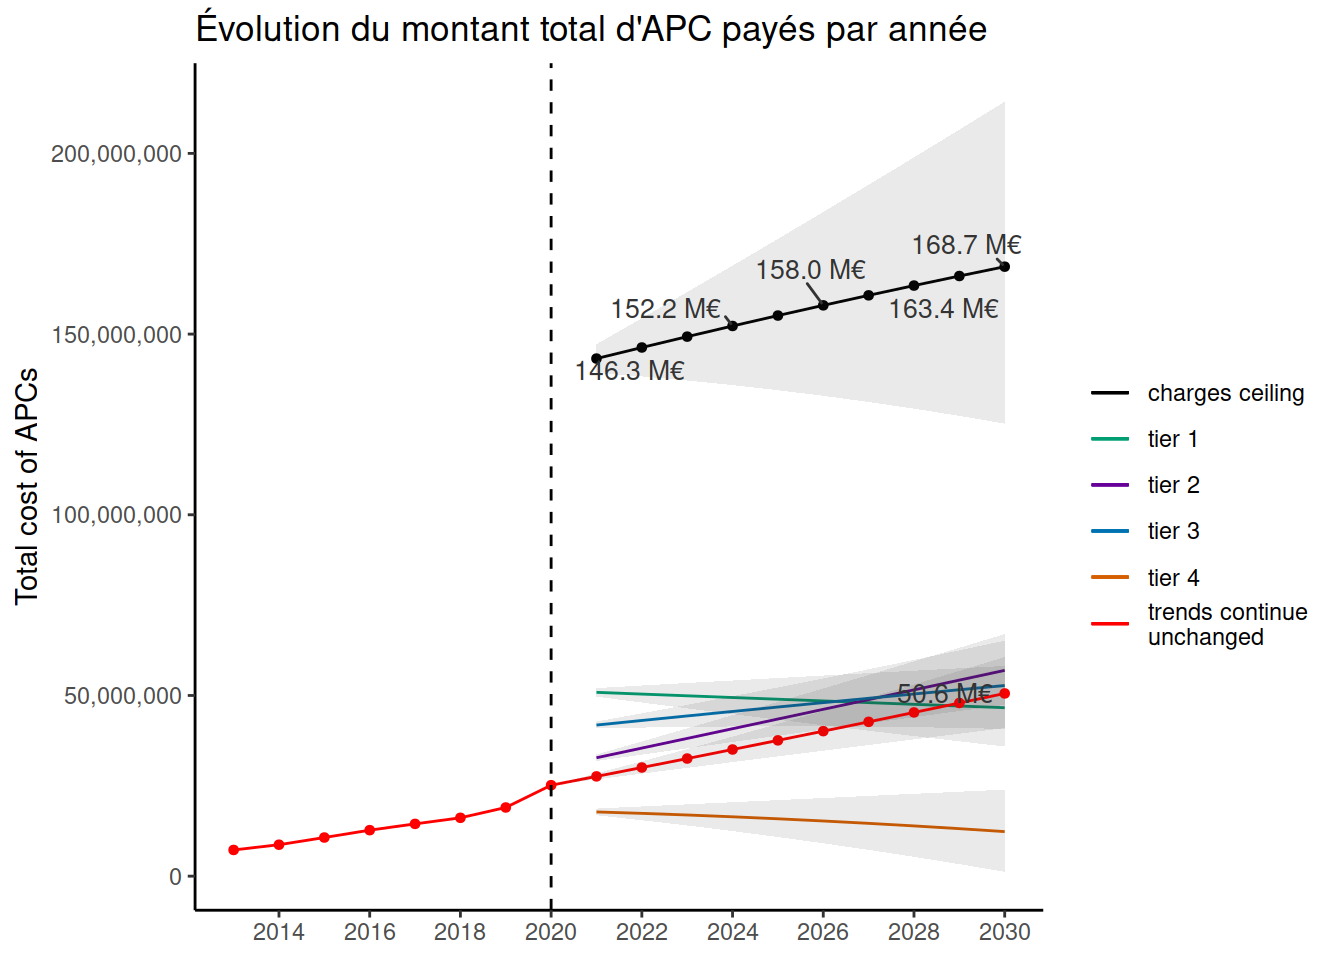 Évolution du montant total d'APC payés par année
Total cost of APCs
200,000,000
150,000,000
100,000,000
50,000,000
0
168.7 M€
158.0 M€
152.2 M€
163.4 M€
146.3 M€
50.6 M€
2014 2016 2018 2020 2022 2024 2026 2028 2030
charges ceiling
tier 1
tier 2
tier 3
tier 4
trends continue
unchanged